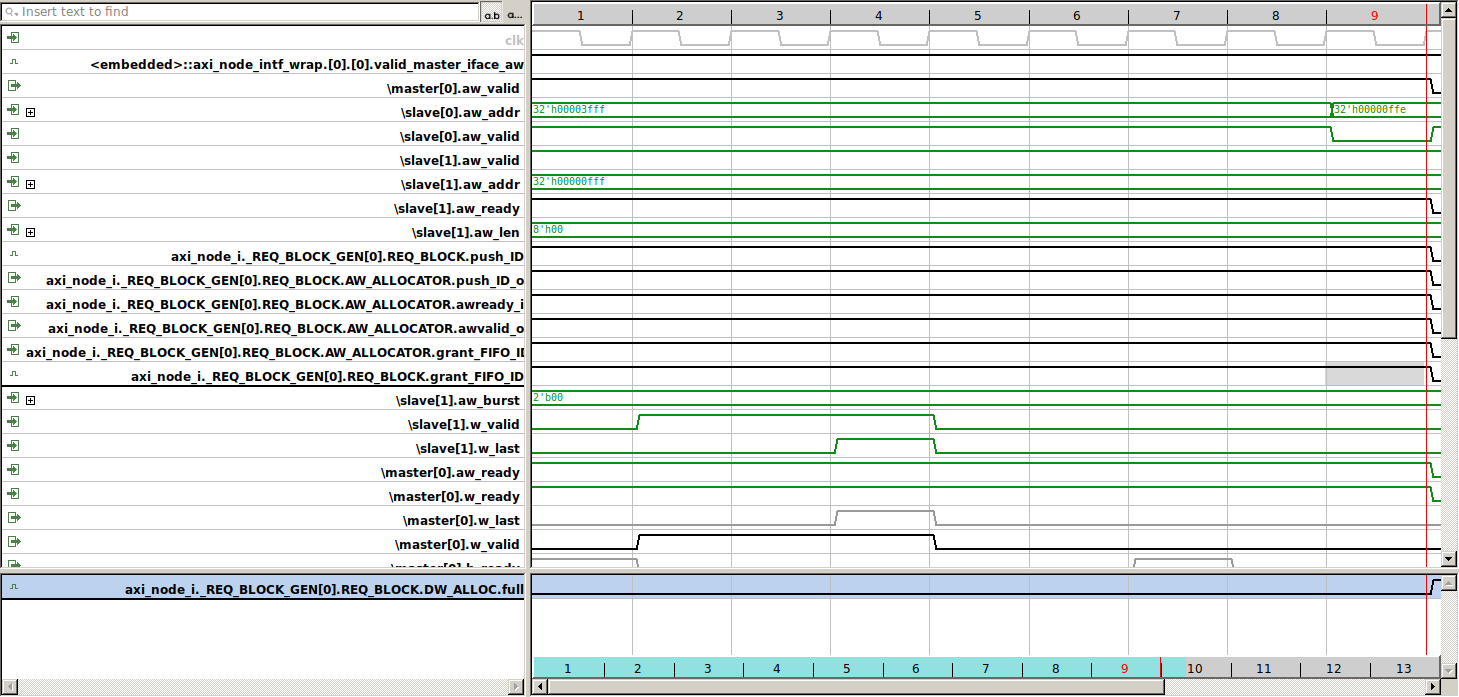 Insert text to find
a.b
a...
1 2 3 4 5 6 7 8 9
clk
<embedded>::axi_node_intf_wrap.[0].[0].valid_master_iface_aw
\master[0].aw_valid
\slave[0].aw_addr 32'h00003fff 32'h00000ffe
\slave[0].aw_valid
\slave[1].aw_valid
\slave[1].aw_addr 32'h00000fff
\slave[1].aw_ready
\slave[1].aw_len 8'h00
axi_node_i._REQ_BLOCK_GEN[0].REQ_BLOCK.push_ID
axi_node_i._REQ_BLOCK_GEN[0].REQ_BLOCK.AW_ALLOCATOR.push_ID_o
axi_node_i._REQ_BLOCK_GEN[0].REQ_BLOCK.AW_ALLOCATOR.awready_i
axi_node_i._REQ_BLOCK_GEN[0].REQ_BLOCK.AW_ALLOCATOR.awvalid_o
axi_node_i._REQ_BLOCK_GEN[0].REQ_BLOCK.AW_ALLOCATOR.grant_FIFO_ID
axi_node_i._REQ_BLOCK_GEN[0].REQ_BLOCK.grant_FIFO_ID
\slave[1].aw_burst 2'b00
\slave[1].w_valid
\slave[1].w_last
\master[0].aw_ready
\master[0].w_ready
\master[0].w_last
\master[0].w_valid
axi_node_i._REQ_BLOCK_GEN[0].REQ_BLOCK.DW_ALLOC.full
1 2 3 4 5 6 7 8 9 10 11 12 13